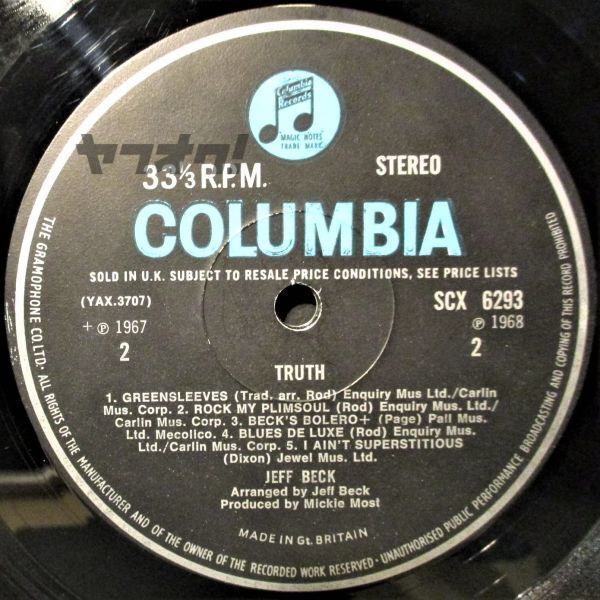 Columbia
Records
MAGIC NOTES
TRADE MARK
ヤフオク!
33⅓ R.P.M.
STEREO
COLUMBIA
SOLD IN U.K. SUBJECT TO RESALE PRICE CONDITIONS, SEE PRICE LISTS
(YAX.3707)
SCX 6293
+ ℗ 1967
℗ 1968
2
2
TRUTH
1. GREENSLEEVES (Trad. arr. Rod) Enquiry Mus Ltd./Carlin
Mus. Corp. 2. ROCK MY PLIMSOUL (Rod) Enquiry Mus. Ltd./
Carlin Mus. Corp. 3. BECK'S BOLERO+ (Page) Pall Mus.
Ltd. Mecolico. 4. BLUES DE LUXE (Rod) Enquiry Mus.
Ltd./Carlin Mus. Corp. 5. I AIN'T SUPERSTITIOUS
(Dixon) Jewel Mus. Ltd.
JEFF BECK
Arranged by Jeff Beck
Produced by Mickie Most
MADE IN Gt. BRITAIN
THE GRAMOPHONE CO. LTD. ALL RIGHTS OF THE MANUFACTURER AND OF THE OWNER OF THE RECORDED WORK RESERVED - UNAUTHORISED PUBLIC PERFORMANCE BROADCASTING AND COPYING OF THIS RECORD PROHIBITED